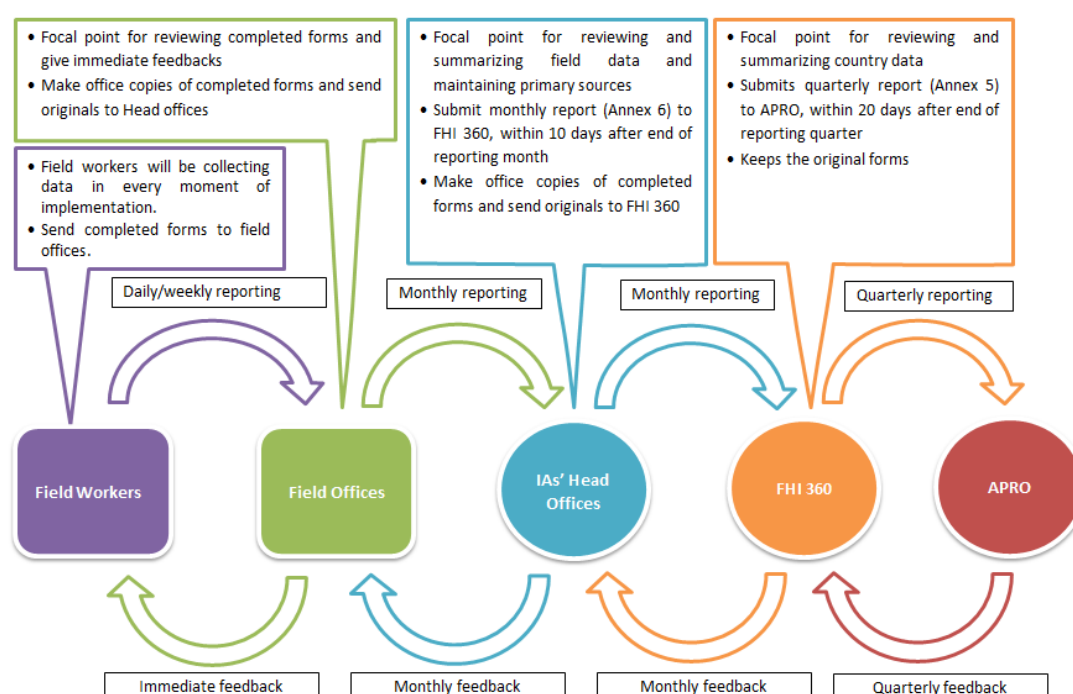 • Focal point for reviewing completed forms and
give immediate feedbacks
• Make office copies of completed forms and send
originals to Head offices
• Field workers will be collecting
data in every moment of
implementation.
• Send completed forms to field
offices.
• Focal point for reviewing and
summarizing field data and
maintaining primary sources
• Submit monthly report (Annex 6) to
FHI 360, within 10 days after end of
reporting month
• Make office copies of completed
forms and send originals to FHI 360
• Focal point for reviewing and
summarizing country data
• Submits quarterly report (Annex 5)
to APRO, within 20 days after end of
reporting quarter
• Keeps the original forms
Daily/weekly reporting
Monthly reporting
Monthly reporting
Quarterly reporting
Field Workers
Field Offices
IAs' Head
Offices
FHI 360
APRO
Immediate feedback
Monthly feedback
Monthly feedback
Quarterly feedback